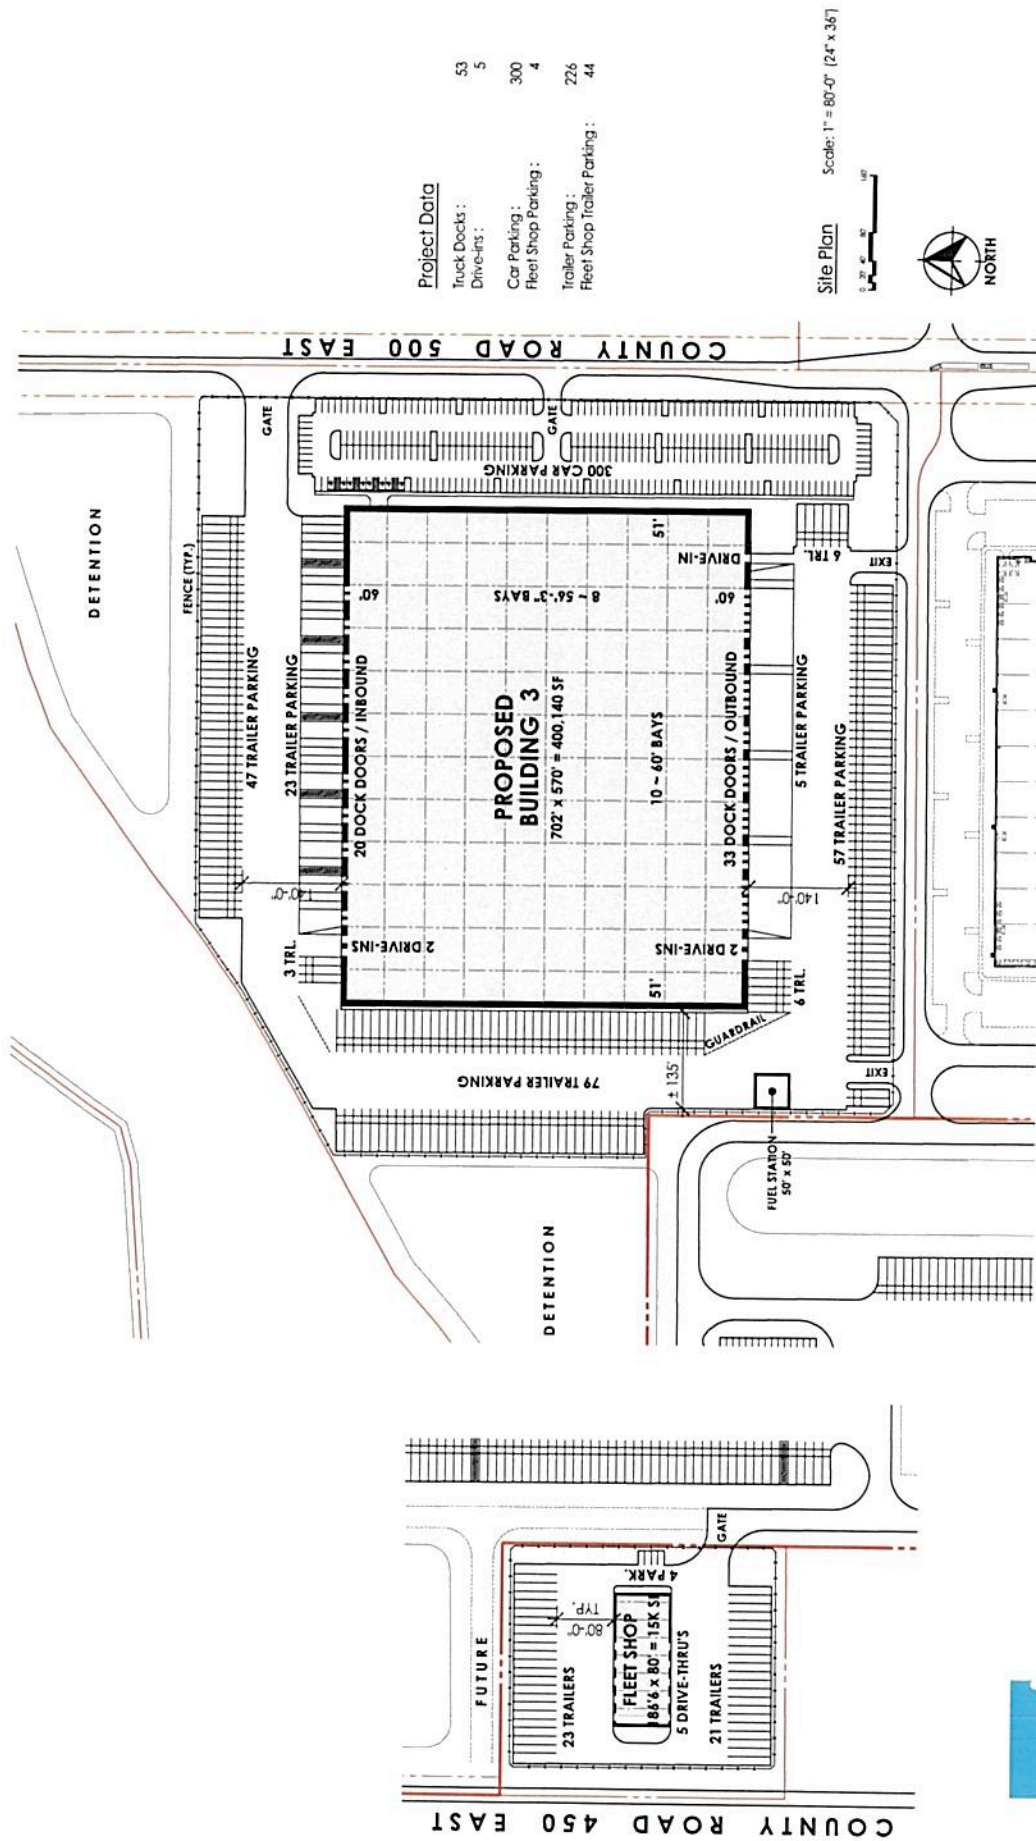 DETENTION
FENCE (TYP.)
GATE
47 TRAILER PARKING
23 TRAILER PARKING
3 TRL.
140'-0"
20 DOCK DOORS / INBOUND
60'
2 DRIVE-INS
8 ~ 56'-3" BAYS
PROPOSED
BUILDING 3
702' x 570' = 400,140 SF
10 ~ 60' BAYS
51'
51'
2 DRIVE-INS
33 DOCK DOORS / OUTBOUND
60'
DRIVE-IN
300 CAR PARKING
GATE
79 TRAILER PARKING
± 135'
GUARDRAIL
6 TRL.
140'-0"
5 TRAILER PARKING
6 TRL.
57 TRAILER PARKING
EXIT
EXIT
FUEL STATION
50' x 50'
DETENTION
COUNTY ROAD 500 EAST
FUTURE
23 TRAILERS
80'-0"
TYP.
FLEET SHOP
186'6 x 80' = 15K SF
5 DRIVE-THRU'S
21 TRAILERS
4 PARK.
GATE
COUNTY ROAD 450 EAST
Project Data
Truck Docks : 53
Drive-ins : 5
Car Parking : 300
Fleet Shop Parking : 4
Trailer Parking : 226
Fleet Shop Trailer Parking : 44
Site Plan
Scale: 1" = 80'-0" (24" x 36")
0 20' 40' 80' 160'
NORTH